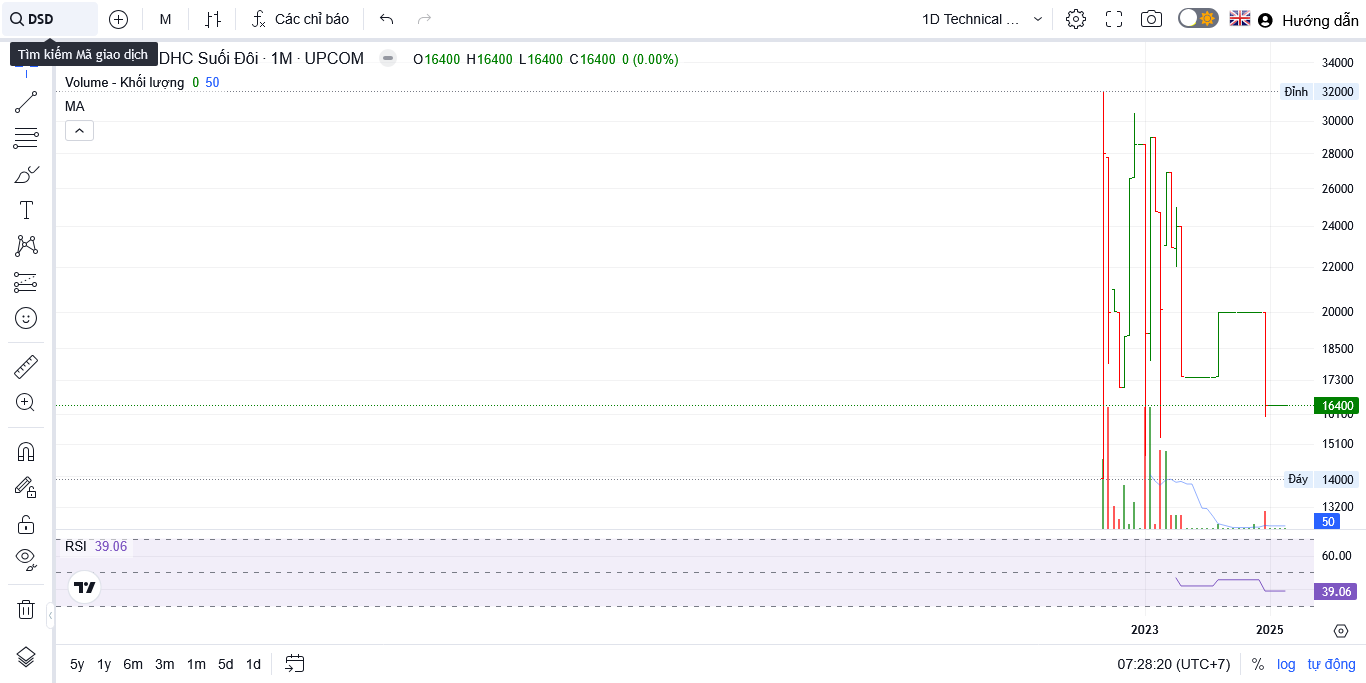 DSD M Các chỉ báo 1D Technical ... Hướng dẫn
Tìm kiếm Mã giao dịch
DHC Suối Đôi · 1M · UPCOM O16400 H16400 L16400 C16400 0 (0.00%)
Volume - Khối lượng 0 50
MA
34000
Đỉnh 32000
30000
28000
26000
24000
22000
20000
18500
17300
16400
16100
15100
Đáy 14000
13200
50
RSI 39.06
60.00
39.06
2023 2025
5y 1y 6m 3m 1m 5d 1d 07:28:20 (UTC+7) % log tự động